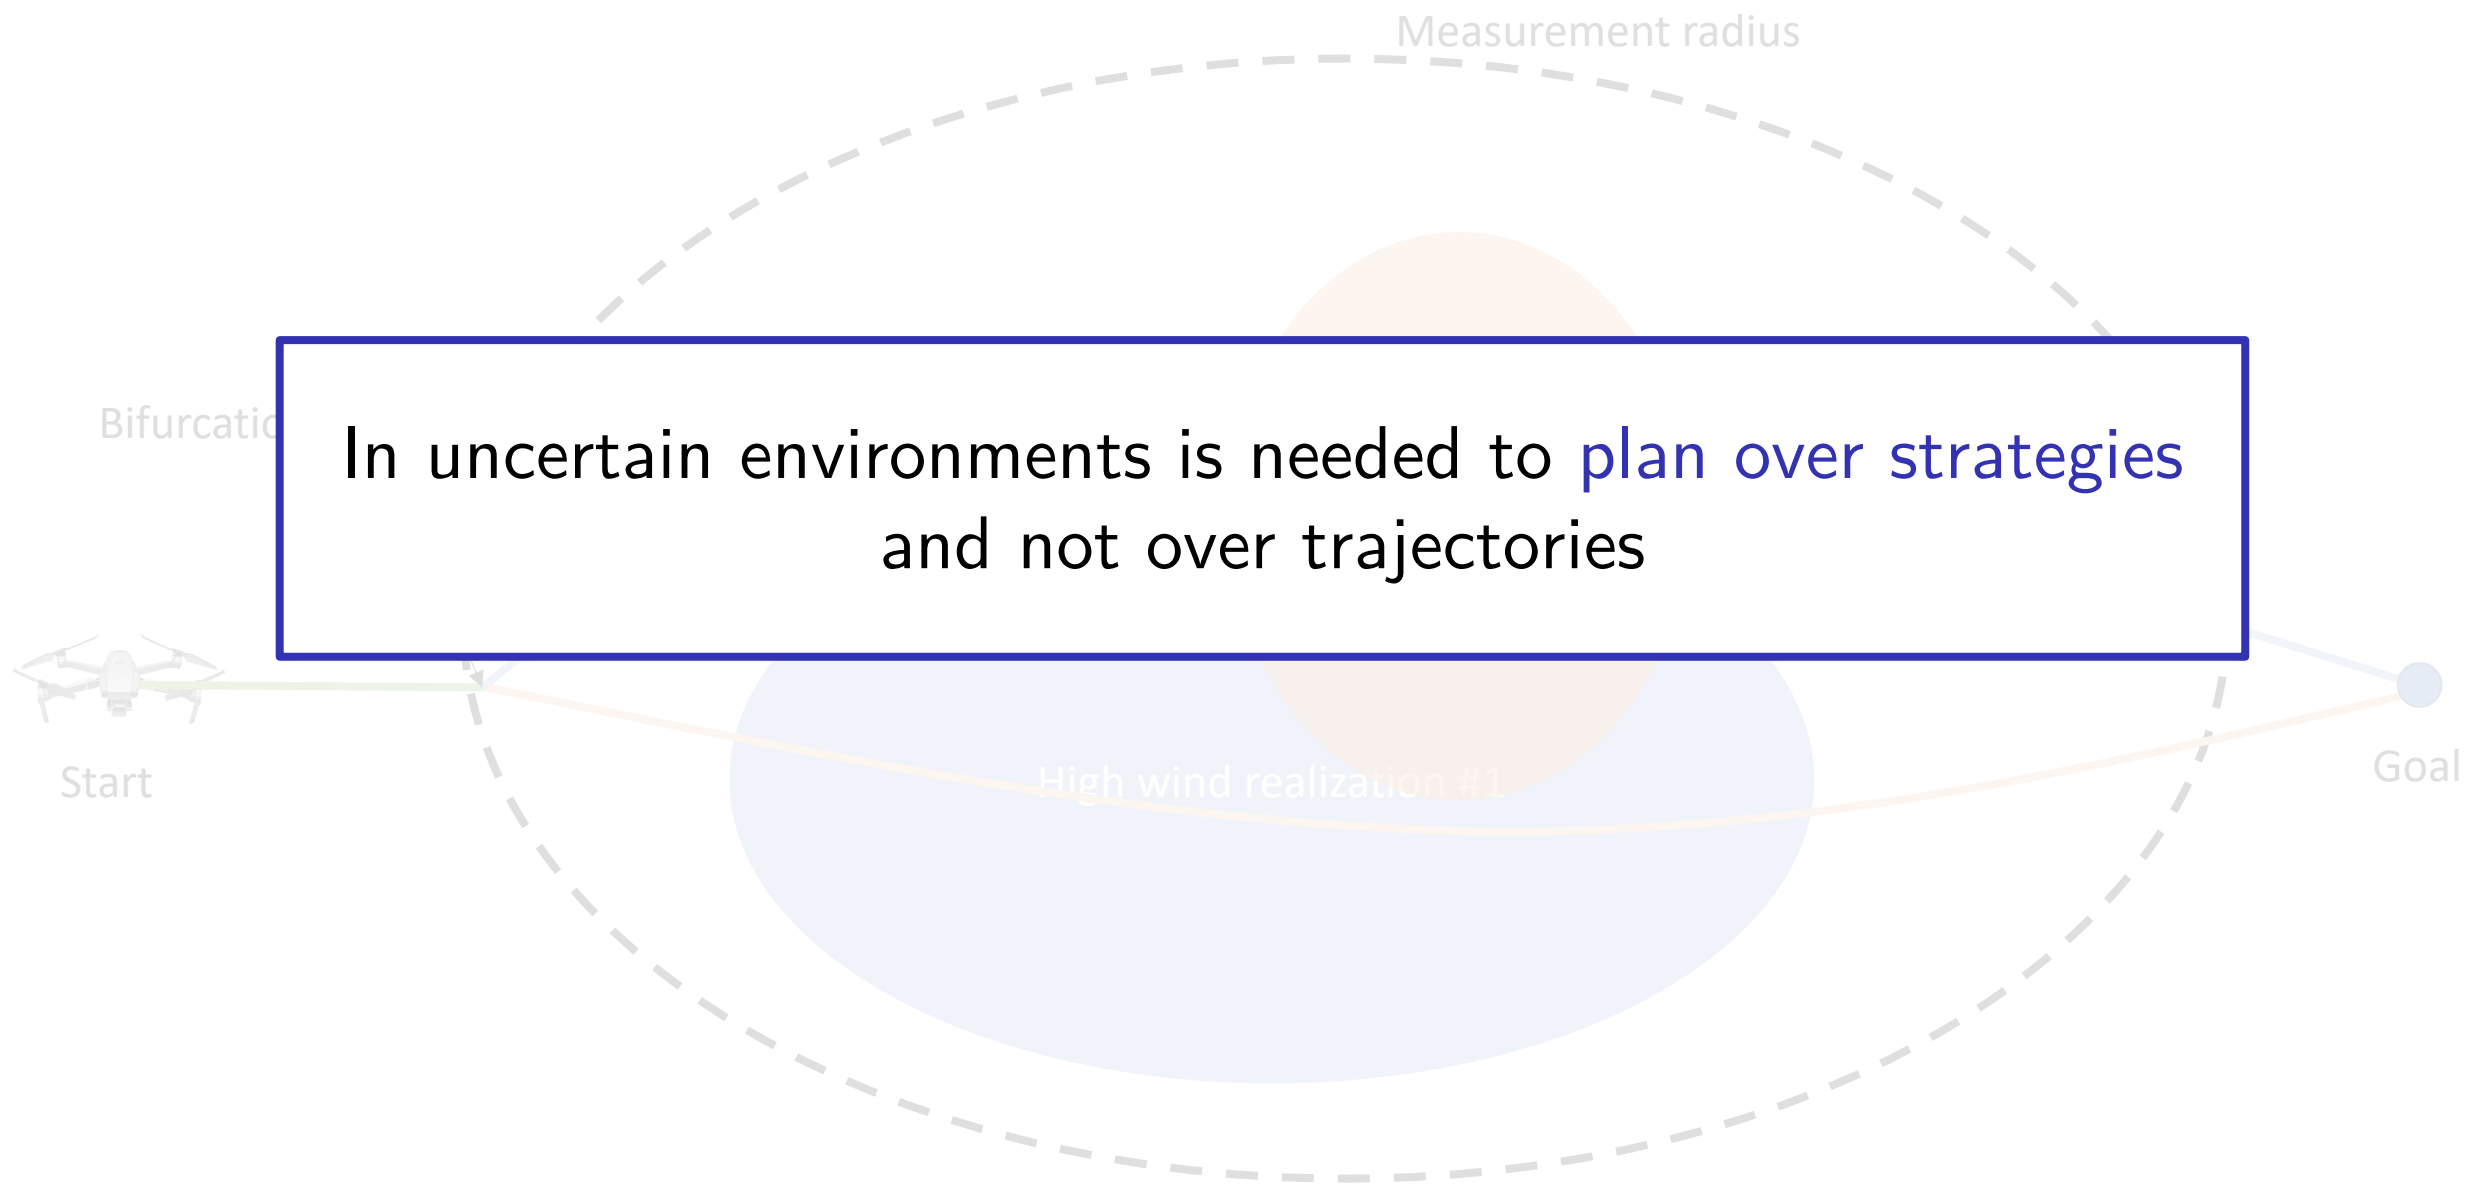 Measurement radius
Bifurcatio
In uncertain environments is needed to plan over strategies
and not over trajectories
Start
High wind realization #1
Goal